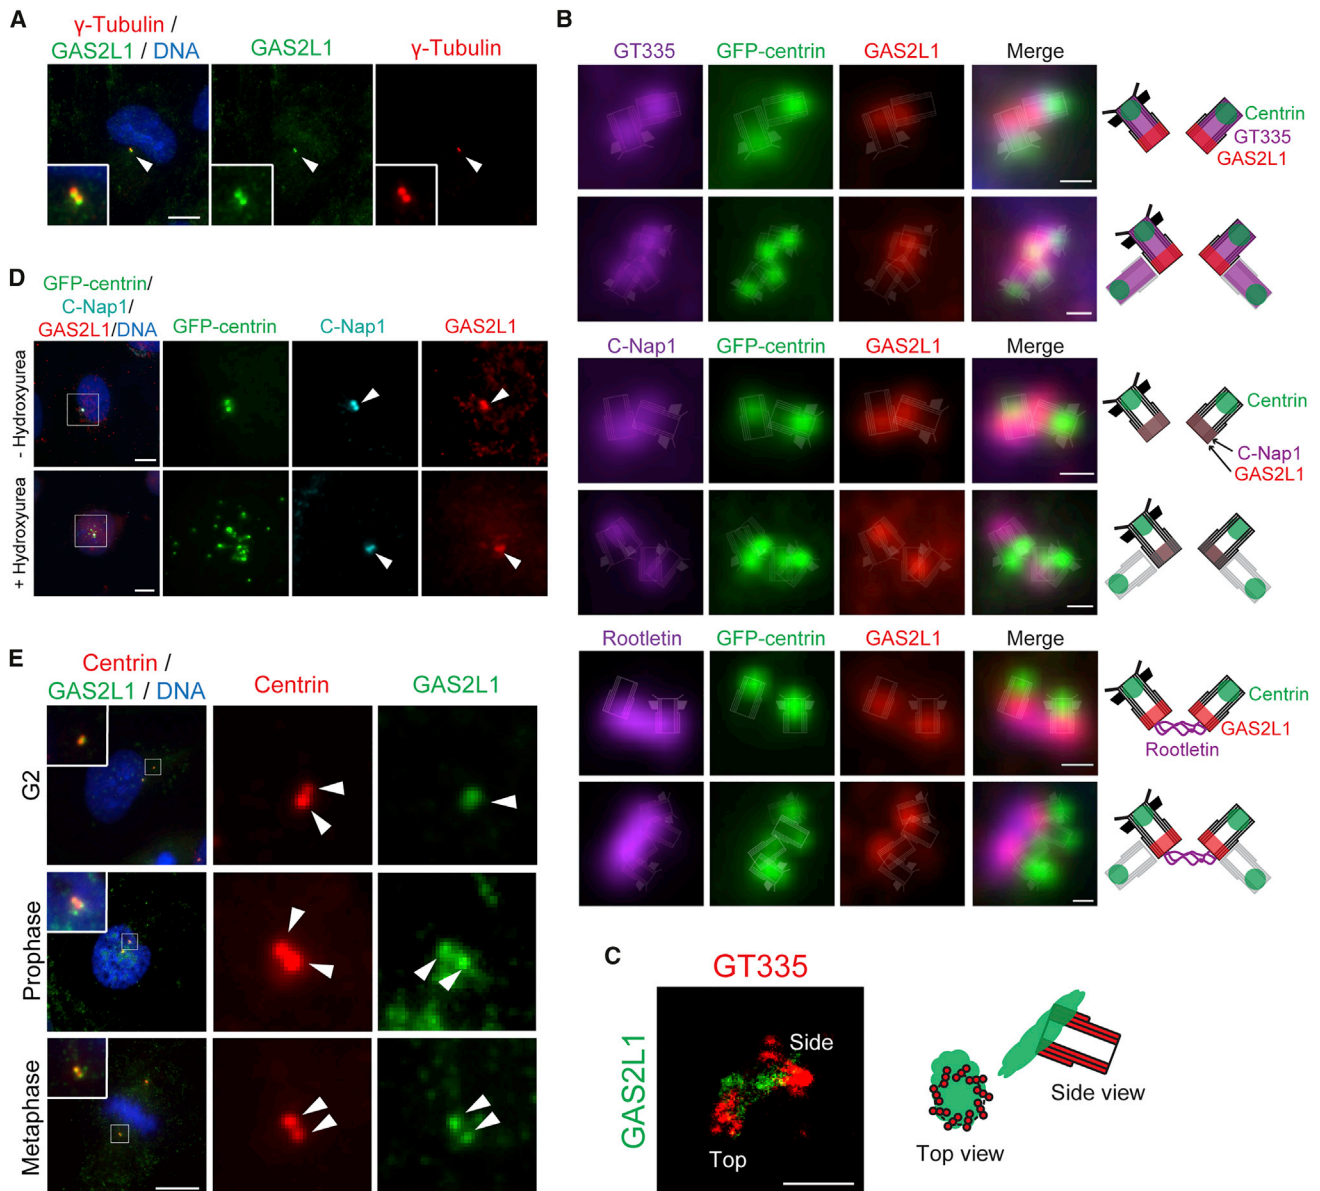 A
γ-Tubulin /
GAS2L1 / DNA
GAS2L1
γ-Tubulin
B
GT335
GFP-centrin
GAS2L1
Merge
Centrin
GT335
GAS2L1
C-Nap1
GFP-centrin
GAS2L1
Merge
Centrin
C-Nap1
GAS2L1
Rootletin
GFP-centrin
GAS2L1
Merge
Centrin
GAS2L1
Rootletin
D
GFP-centrin/
C-Nap1/
GAS2L1/DNA
GFP-centrin
C-Nap1
GAS2L1
- Hydroxyurea
+ Hydroxyurea
E
Centrin /
GAS2L1 / DNA
Centrin
GAS2L1
G2
Prophase
Metaphase
C
GT335
GAS2L1
Side
Top
Side view
Top view